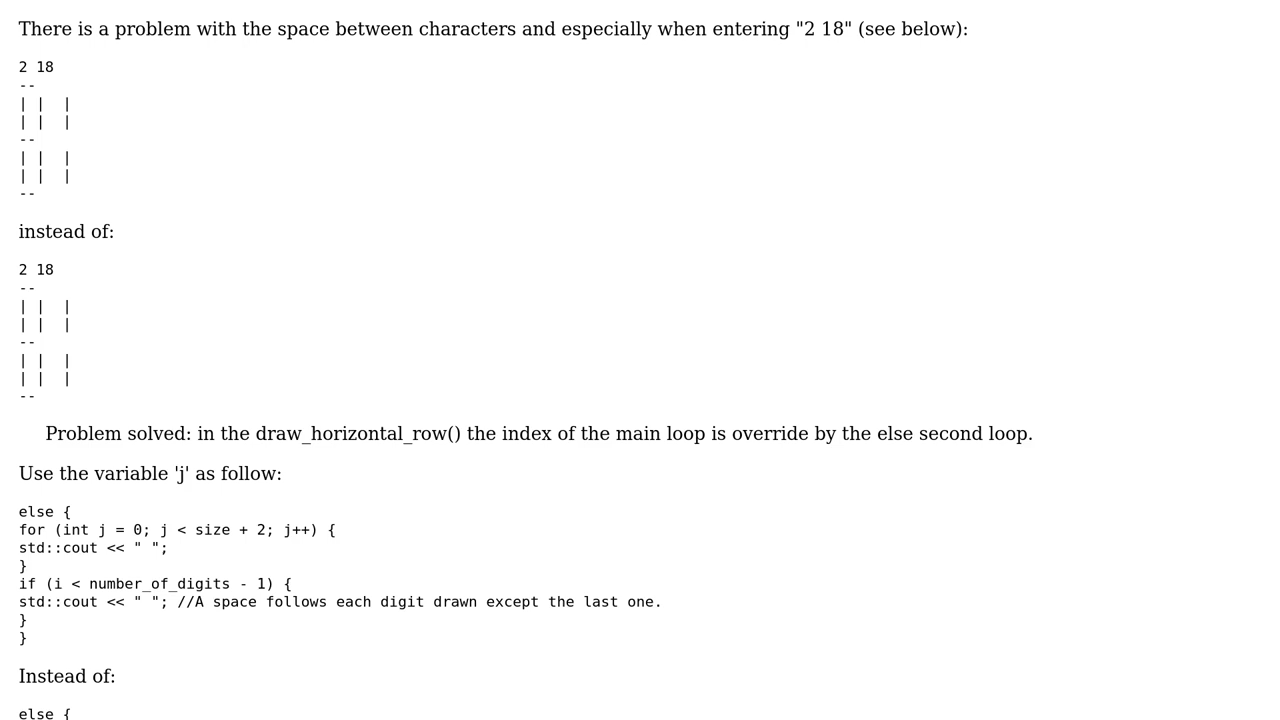 There is a problem with the space between characters and especially when entering "2 18" (see below):
2 18
--
| |  |
| |  |
--
| |  |
| |  |
--
instead of:
2 18
--
| |  |
| |  |
--
| |  |
| |  |
--
Problem solved: in the draw_horizontal_row() the index of the main loop is override by the else second loop.
Use the variable 'j' as follow:
else {
for (int j = 0; j < size + 2; j++) {
std::cout << " ";
}
if (i < number_of_digits - 1) {
std::cout << " "; //A space follows each digit drawn except the last one.
}
}
Instead of:
else {